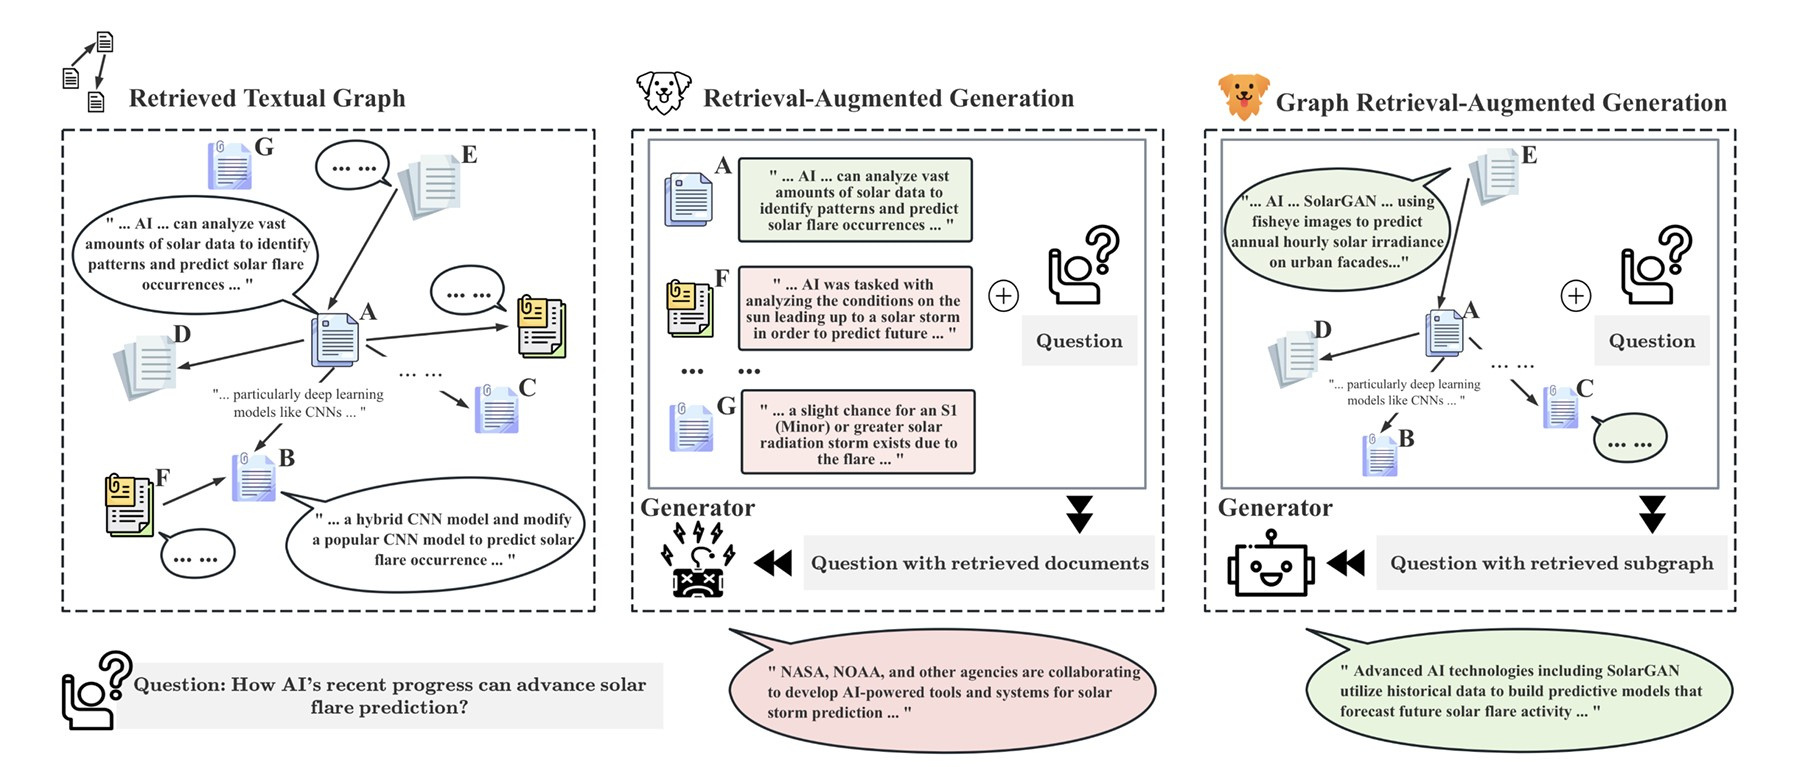 Retrieved Textual Graph
G
... ...
E
" ... AI ... can analyze vast
amounts of solar data to identify
patterns and predict solar flare
occurrences ... "
... ...
A
D
... ...
"... particularly deep learning
models like CNNs ... "
C
B
F
" ... a hybrid CNN model and modify
a popular CNN model to predict solar
flare occurrence ... "
... ...
Question: How AI's recent progress can advance solar
flare prediction?
Retrieval-Augmented Generation
A
" ... AI ... can analyze vast
amounts of solar data to
identify patterns and predict
solar flare occurrences ... "
F
" ... AI was tasked with
analyzing the conditions on the
sun leading up to a solar storm
in order to predict future ... "
... ...
G
" ... a slight chance for an S1
(Minor) or greater solar
radiation storm exists due to
the flare ... "
+
Question
Generator
Question with retrieved documents
" NASA, NOAA, and other agencies are collaborating
to develop AI-powered tools and systems for solar
storm prediction ... "
Graph Retrieval-Augmented Generation
E
"... AI ... SolarGAN ... using
fisheye images to predict
annual hourly solar irradiance
on urban facades..."
A
D
... ...
"... particularly deep learning
models like CNNs ... "
C
B
... ...
+
Question
Generator
Question with retrieved subgraph
" Advanced AI technologies including SolarGAN
utilize historical data to build predictive models that
forecast future solar flare activity ... "